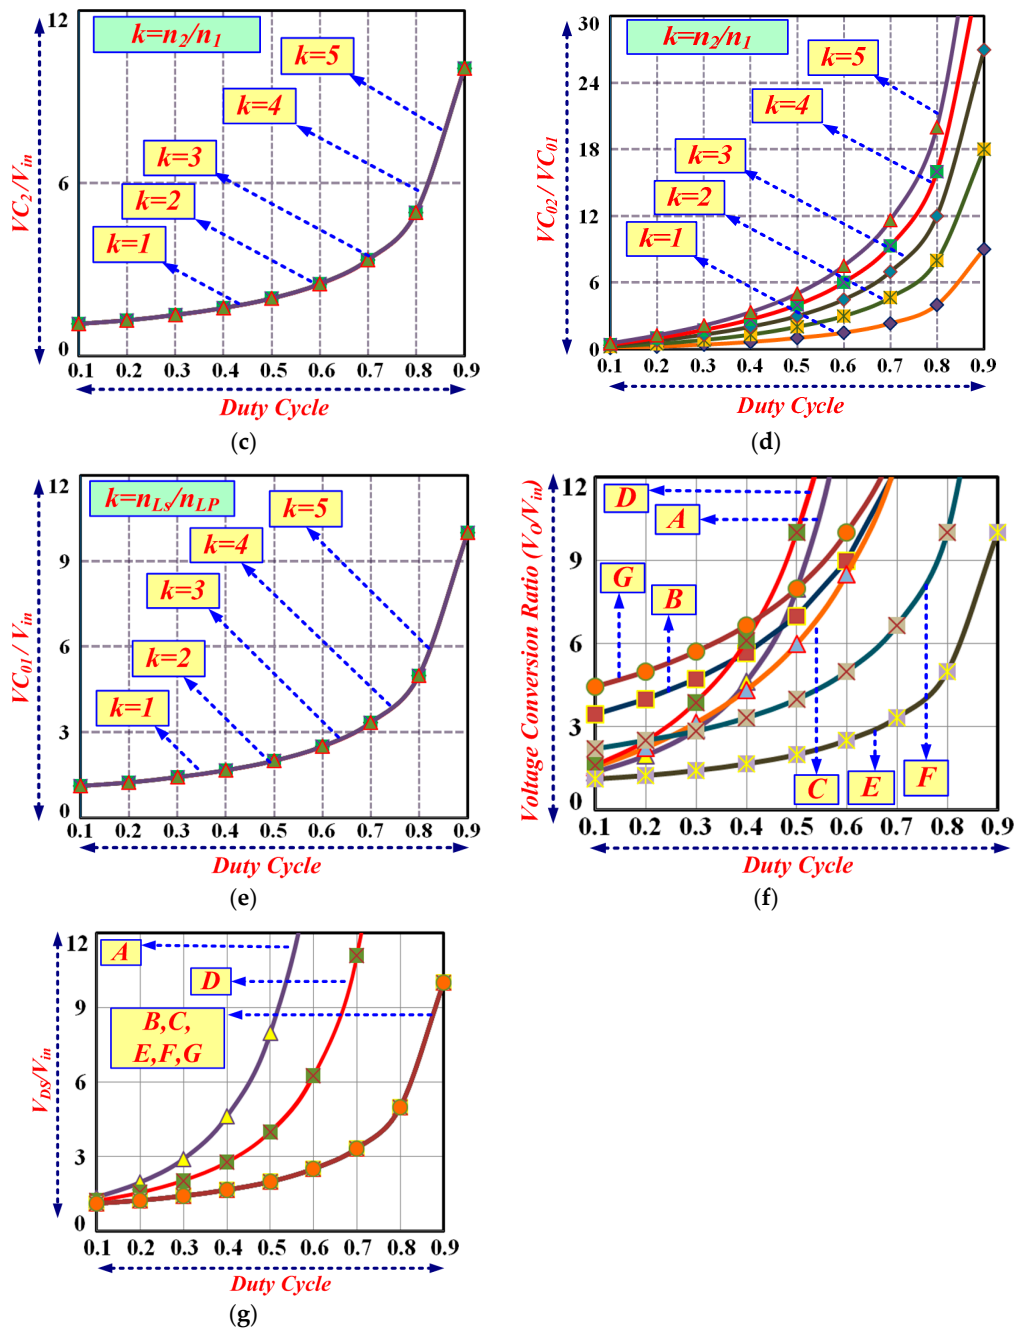 12
k=n2/n1
k=5
k=4
k=3
6
k=2
k=1
0
0.1 0.2 0.3 0.4 0.5 0.6 0.7 0.8 0.9
VC2/Vin
Duty Cycle
(c)
30
k=n2/n1
k=5
24
k=4
18
k=3
k=2
12
k=1
6
0
0.1 0.2 0.3 0.4 0.5 0.6 0.7 0.8 0.9
VC02/ VC01
Duty Cycle
(d)
12
k=nLs/nLP
k=5
9
k=4
k=3
6
k=2
k=1
3
0
0.1 0.2 0.3 0.4 0.5 0.6 0.7 0.8 0.9
VC01 / Vin
Duty Cycle
(e)
12
D
A
9
G
B
6
3
C
E
F
0
0.1 0.2 0.3 0.4 0.5 0.6 0.7 0.8 0.9
Voltage Conversion Ratio (VO/Vin)
Duty Cycle
(f)
12
A
D
9
B,C,
E,F,G
6
3
0
0.1 0.2 0.3 0.4 0.5 0.6 0.7 0.8 0.9
VDS/Vin
Duty Cycle
(g)